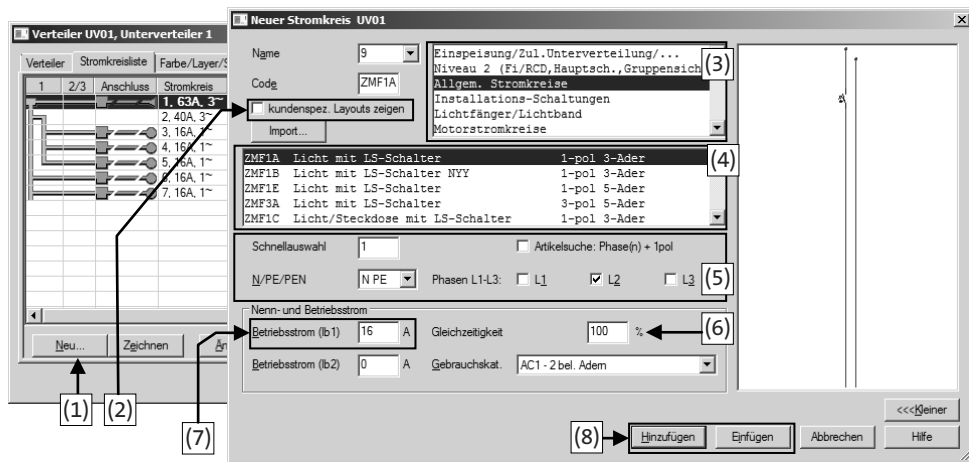 Verteiler UV01, Unterverteiler 1
Verteiler
Stromkreisliste
Farbe/Layer/S
1
2/3
Anschluss
Stromkreis
1, 63A, 3~
2, 40A, 3~
3, 16A, 1~
4, 16A, 1~
5, 16A, 1~
6, 16A, 1~
7, 16A, 1~
Neu...
Zeichnen
(1)
(2)
(7)
Neuer Stromkreis UV01
Name
9
Code
ZMF1A
kundenspez. Layouts zeigen
Import...
Einspeisung/Zul.Unterverteilung/...
Niveau 2 (Fi/RCD,Hauptsch.,Gruppensich
Allgem. Stromkreise
Installations-Schaltungen
Lichtfänger/Lichtband
Motorstromkreise
(3)
ZMF1A Licht mit LS-Schalter 1-pol 3-Ader
ZMF1B Licht mit LS-Schalter NYY 1-pol 3-Ader
ZMF1E Licht mit LS-Schalter 1-pol 5-Ader
ZMF3A Licht mit LS-Schalter 3-pol 5-Ader
ZMF1C Licht/Steckdose mit LS-Schalter 1-pol 3-Ader
(4)
Schnellauswahl
1
Artikelsuche: Phase(n) + 1pol
N/PE/PEN
N PE
Phasen L1-L3:
L1
L2
L3
(5)
Nenn- und Betriebsstrom
Betriebsstrom (Ib1)
16
A
Gleichzeitigkeit
100
%
(6)
Betriebsstrom (Ib2)
0
A
Gebrauchskat.
AC1 - 2 bel. Adern
<<<Kleiner
(8)
Hinzufügen
Einfügen
Abbrechen
Hilfe